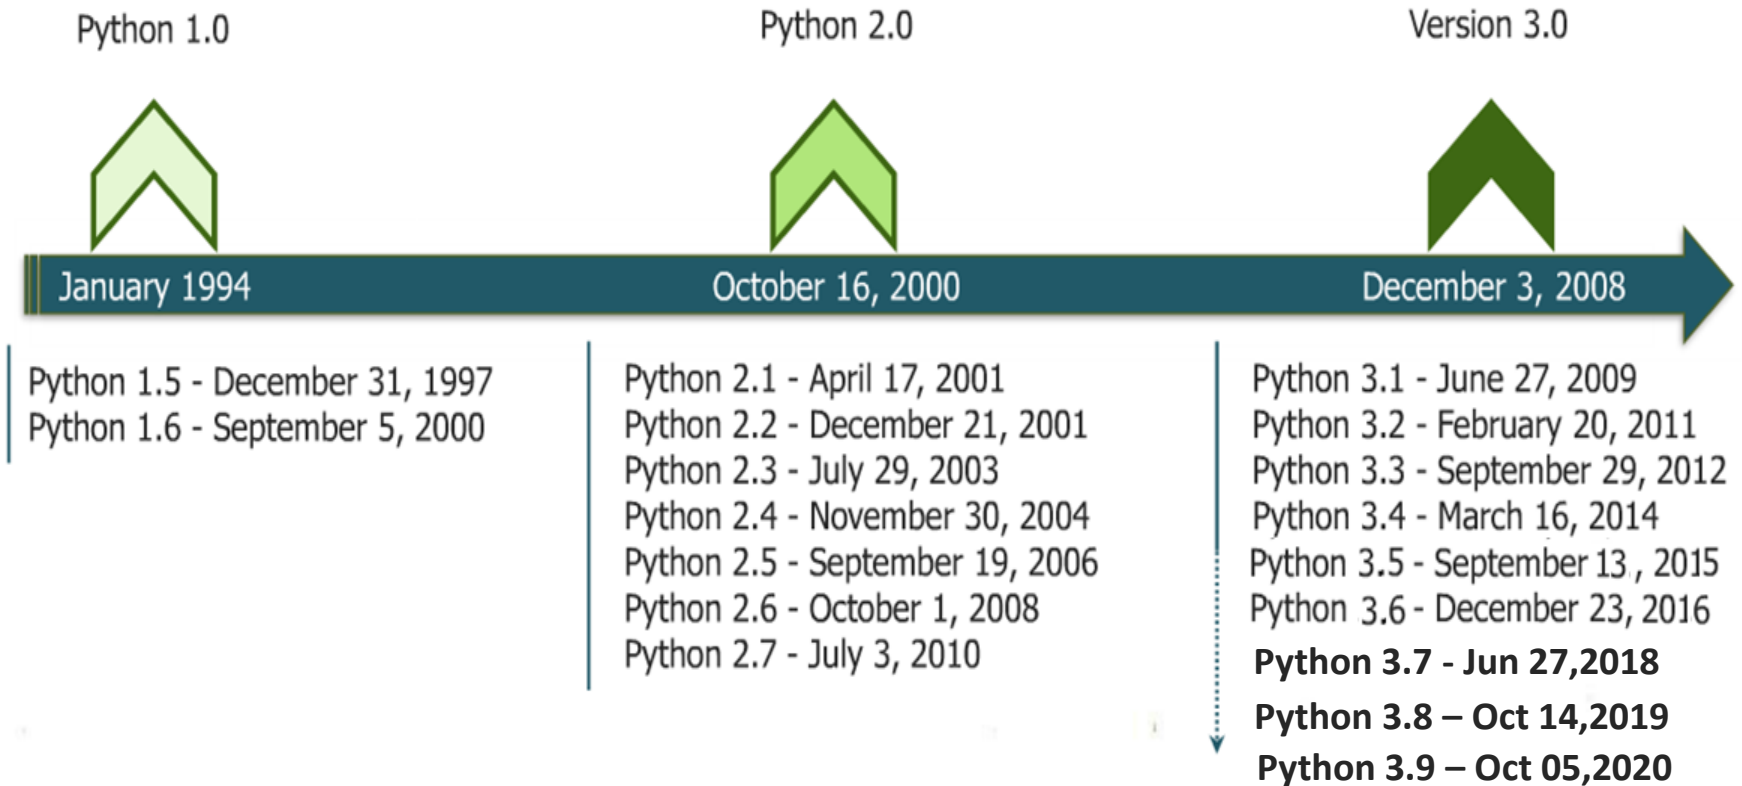 Python 1.0
Python 2.0
Version 3.0
January 1994
October 16, 2000
December 3, 2008
Python 1.5 - December 31, 1997
Python 1.6 - September 5, 2000
Python 2.1 - April 17, 2001
Python 2.2 - December 21, 2001
Python 2.3 - July 29, 2003
Python 2.4 - November 30, 2004
Python 2.5 - September 19, 2006
Python 2.6 - October 1, 2008
Python 2.7 - July 3, 2010
Python 3.1 - June 27, 2009
Python 3.2 - February 20, 2011
Python 3.3 - September 29, 2012
Python 3.4 - March 16, 2014
Python 3.5 - September 13, 2015
Python 3.6 - December 23, 2016
Python 3.7 - Jun 27,2018
Python 3.8 – Oct 14,2019
Python 3.9 – Oct 05,2020